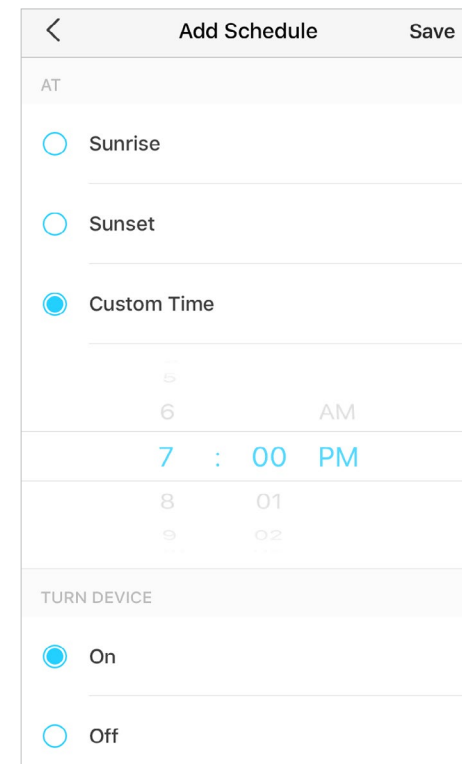 Add Schedule Save
AT
Sunrise
Sunset
Custom Time
5
6 AM
7 : 00 PM
8 01
9 02
TURN DEVICE
On
Off